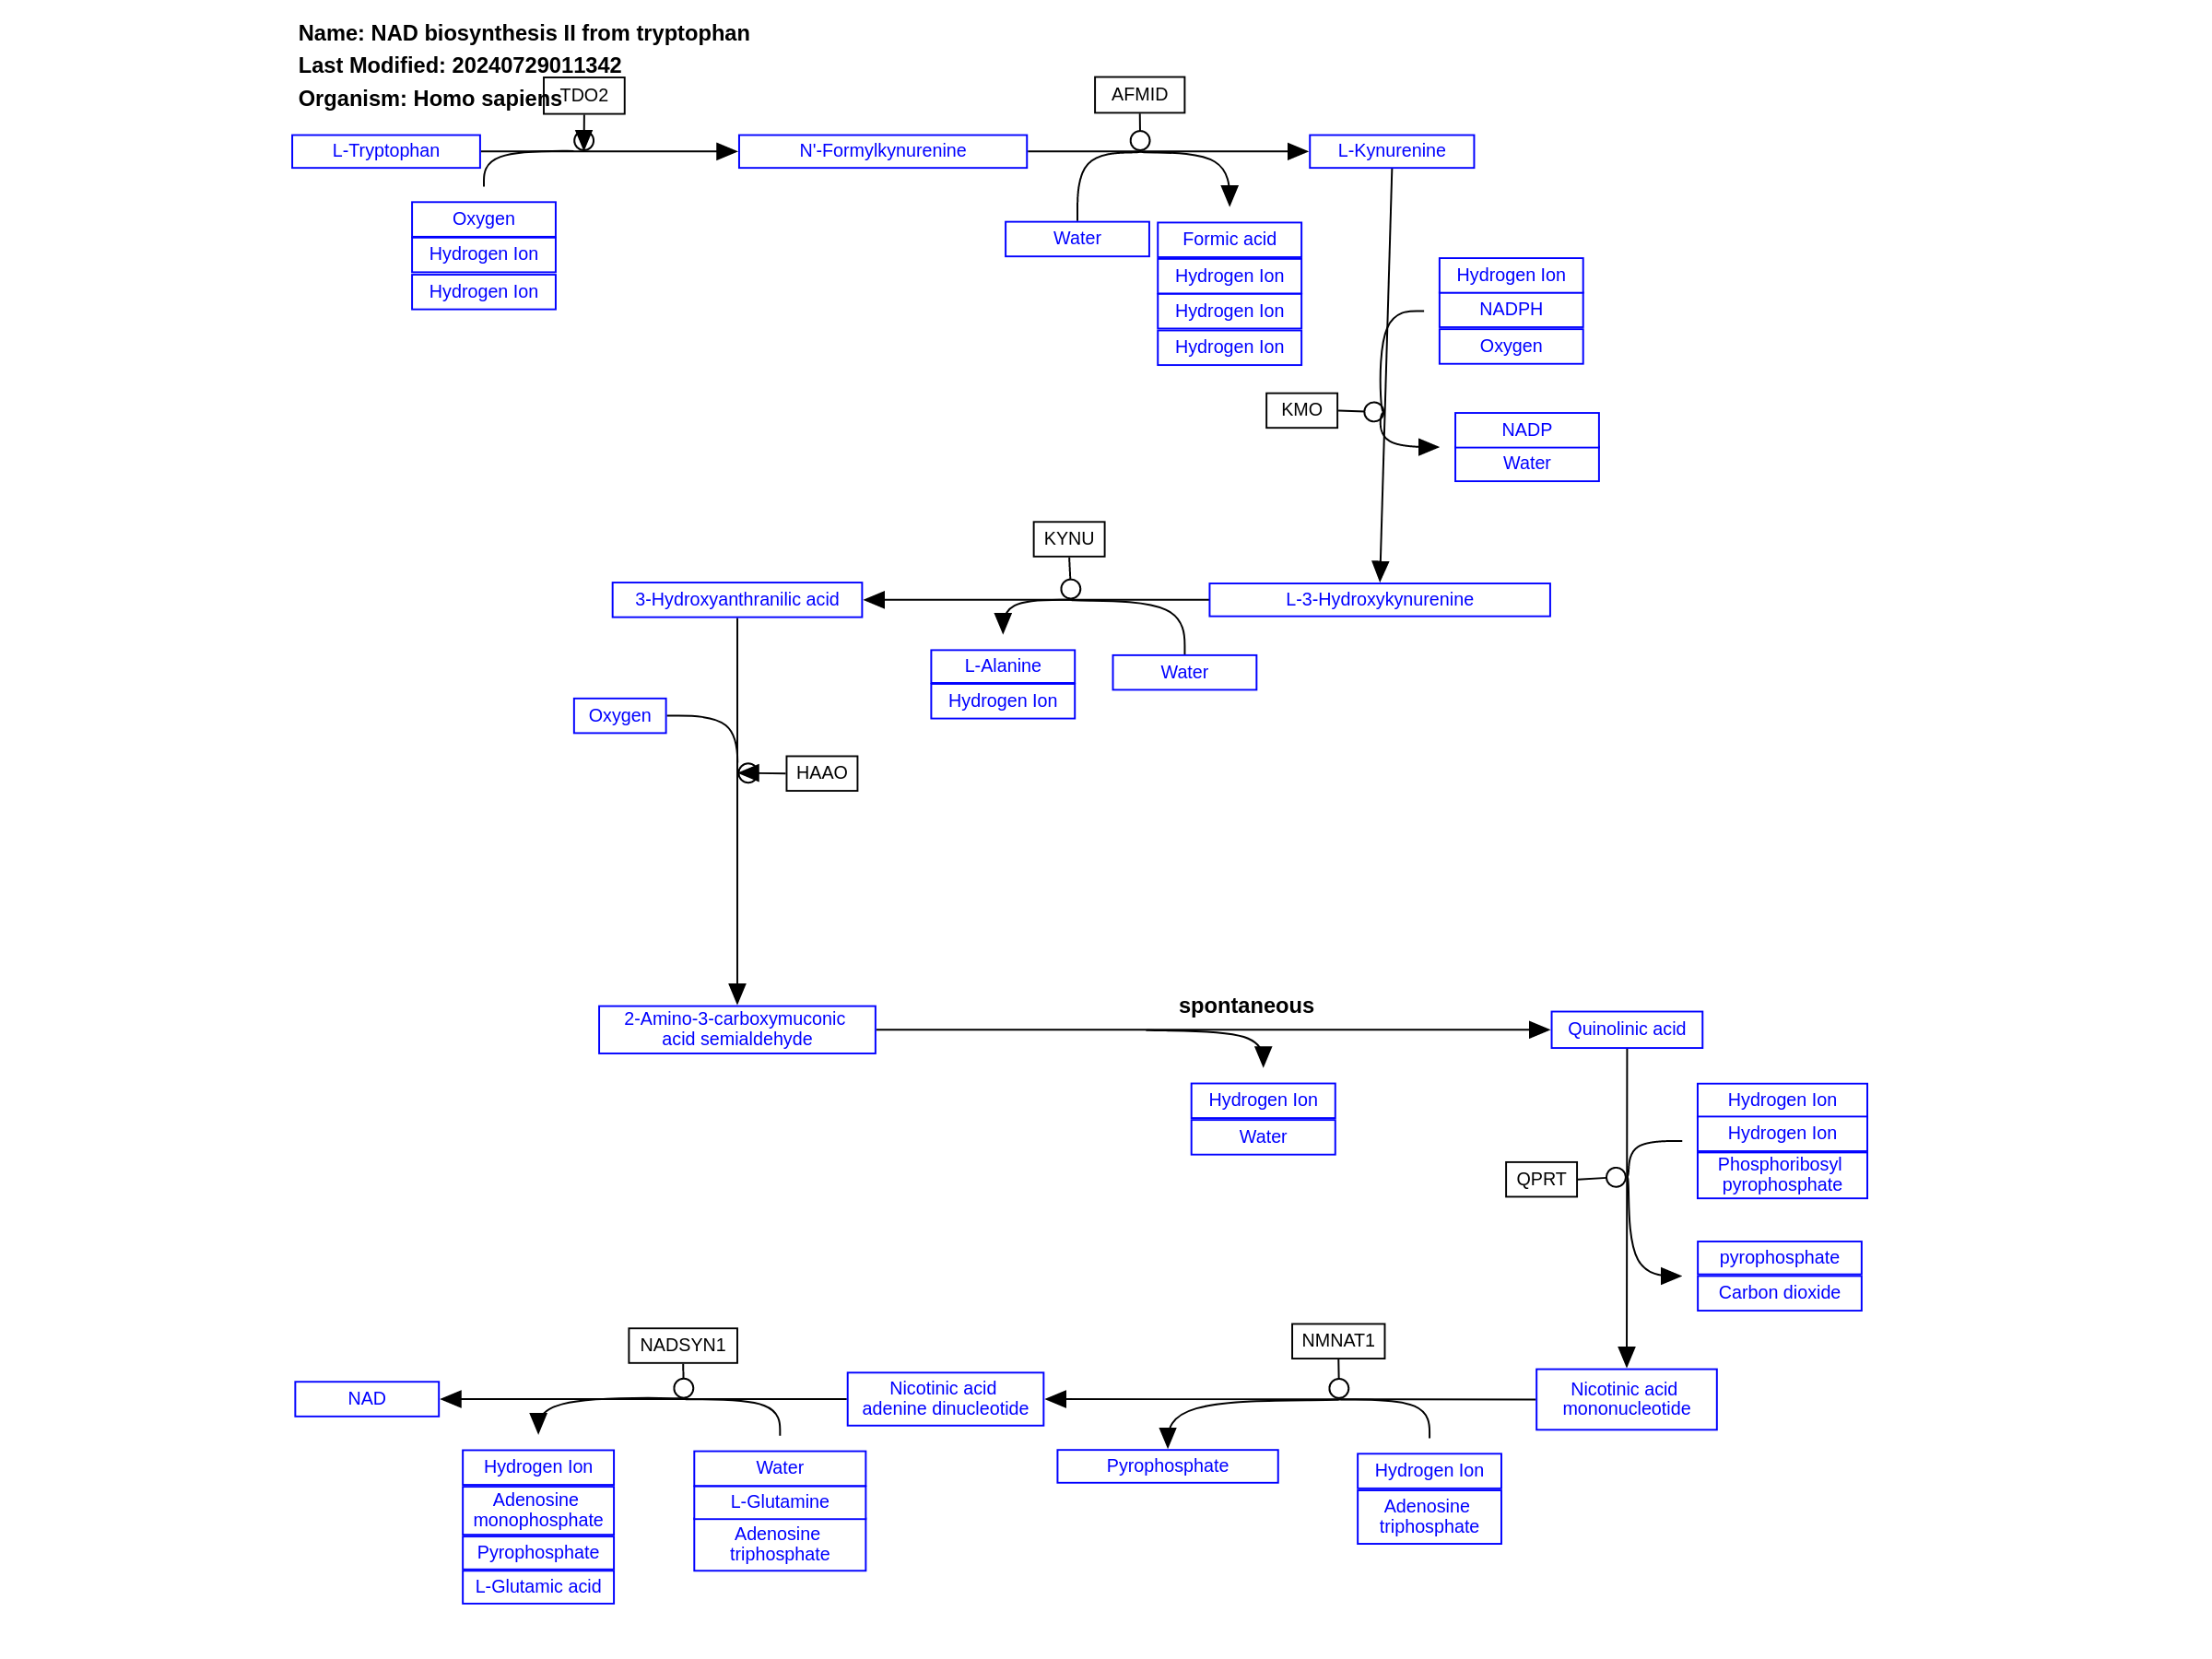 Name: NAD biosynthesis II from tryptophan
Last Modified: 20240729011342
Organism: Homo sapiens
TDO2
AFMID
L-Tryptophan
N'-Formylkynurenine
L-Kynurenine
Oxygen
Hydrogen Ion
Hydrogen Ion
Water
Formic acid
Hydrogen Ion
Hydrogen Ion
Hydrogen Ion
Hydrogen Ion
NADPH
Oxygen
KMO
NADP
Water
KYNU
3-Hydroxyanthranilic acid
L-3-Hydroxykynurenine
L-Alanine
Hydrogen Ion
Water
Oxygen
HAAO
2-Amino-3-carboxymuconic
acid semialdehyde
spontaneous
Quinolinic acid
Hydrogen Ion
Water
Hydrogen Ion
Hydrogen Ion
Phosphoribosyl
pyrophosphate
QPRT
pyrophosphate
Carbon dioxide
NADSYN1
NMNAT1
NAD
Nicotinic acid
adenine dinucleotide
Nicotinic acid
mononucleotide
Hydrogen Ion
Adenosine
monophosphate
Pyrophosphate
L-Glutamic acid
Water
L-Glutamine
Adenosine
triphosphate
Pyrophosphate
Hydrogen Ion
Adenosine
triphosphate